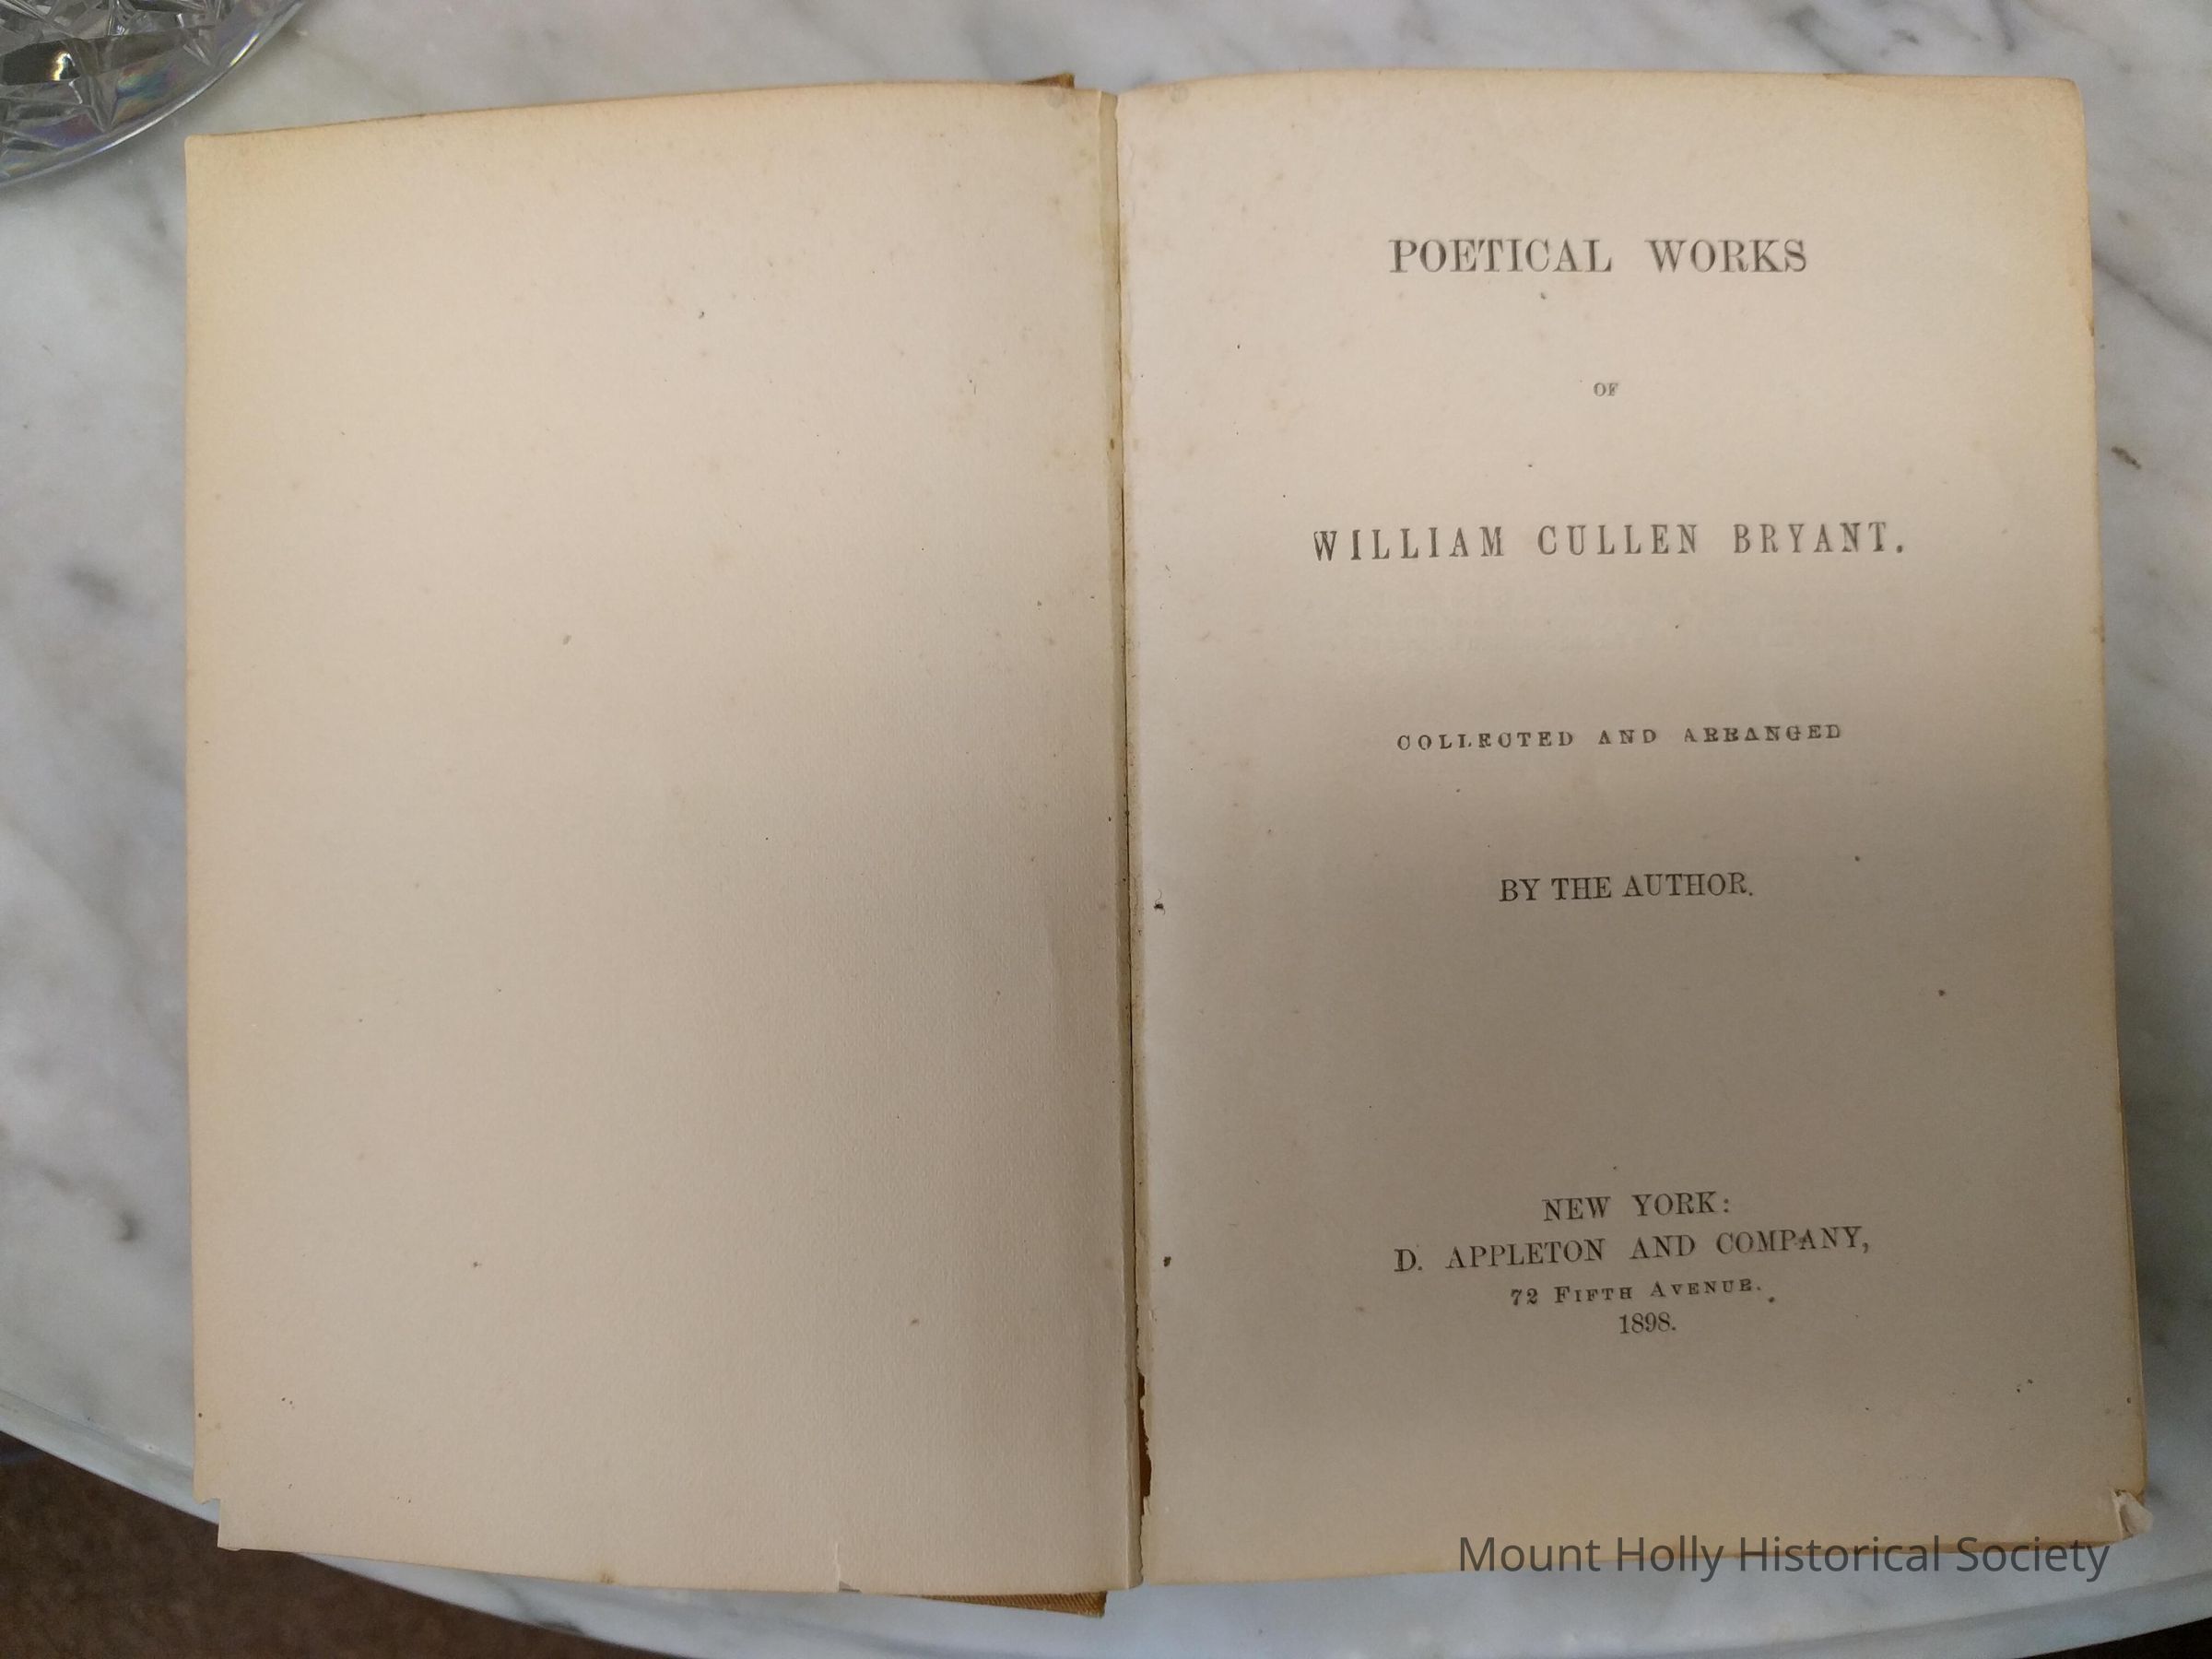 POETICAL WORKS
OF
WILLIAM CULLEN BRYANT.
COLLECTED AND ARRANGED
BY THE AUTHOR.
NEW YORK:
D. APPLETON AND COMPANY,
72 FIFTH AVENUE.
1898.
Mount Holly Historical Society